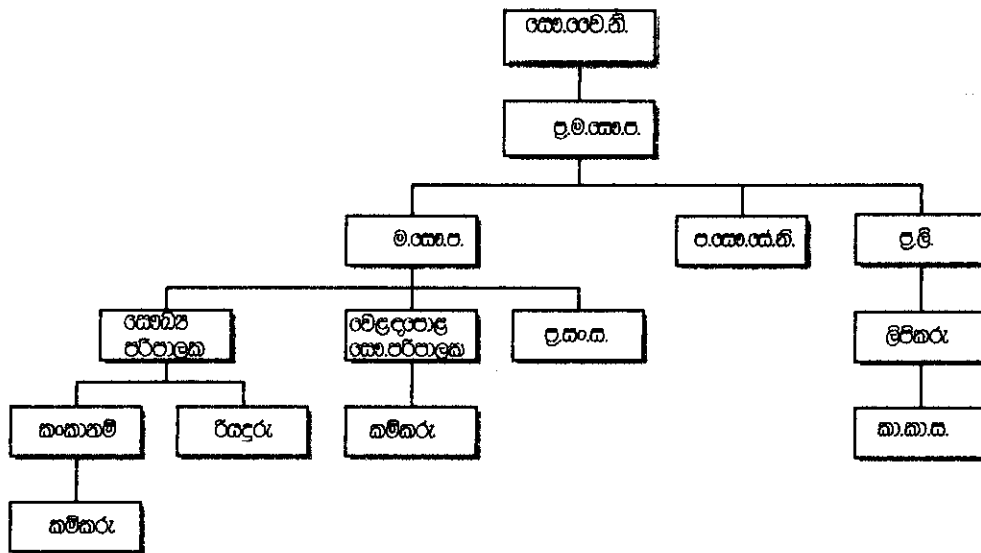 සෞ.වෛ.නි.
ප්‍ර.ම.සෞ.ප.
ම.සෞ.ප.
ප.සෞ.සේ.නි.
ප්‍ර.ලි.
සෞඛ්‍ය
පරිපාලක
වෙළඳපොළ
සෞ.පරිපාලක
ප්‍ර.සං.ස.
ලිපිකරු
කංකානම්
රියදුරු
කම්කරු
කා.කා.ස.
කම්කරු